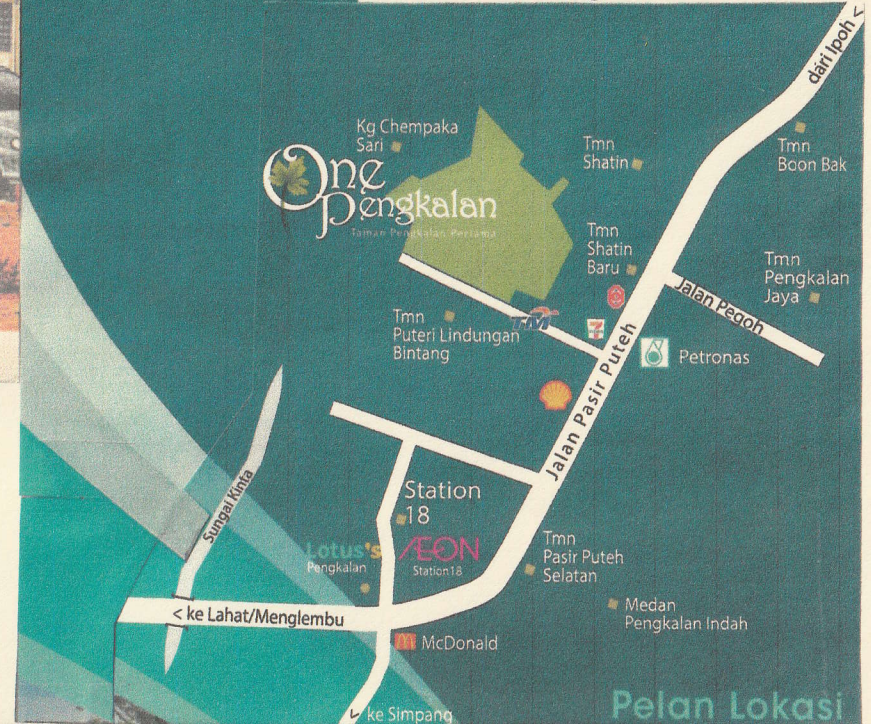 dari Ipoh <
Kg Chempaka
Sari
Tmn
Shatin
Tmn
Boon Bak
One
Pengkalan
Taman Pengkalan Pertama
Tmn
Shatin
Baru
Tmn
Pengkalan
Jaya
Jalan Pegoh
Tmn
Puteri Lindungan
Bintang
TM
7
Petronas
Jalan Pasir Puteh
Station
18
Sungai Kinta
Lotus's
Pengkalan
AEON
Station18
Tmn
Pasir Puteh
Selatan
< ke Lahat/Menglembu
Medan
Pengkalan Indah
McDonald
< ke Simpang
Pelan Lokasi